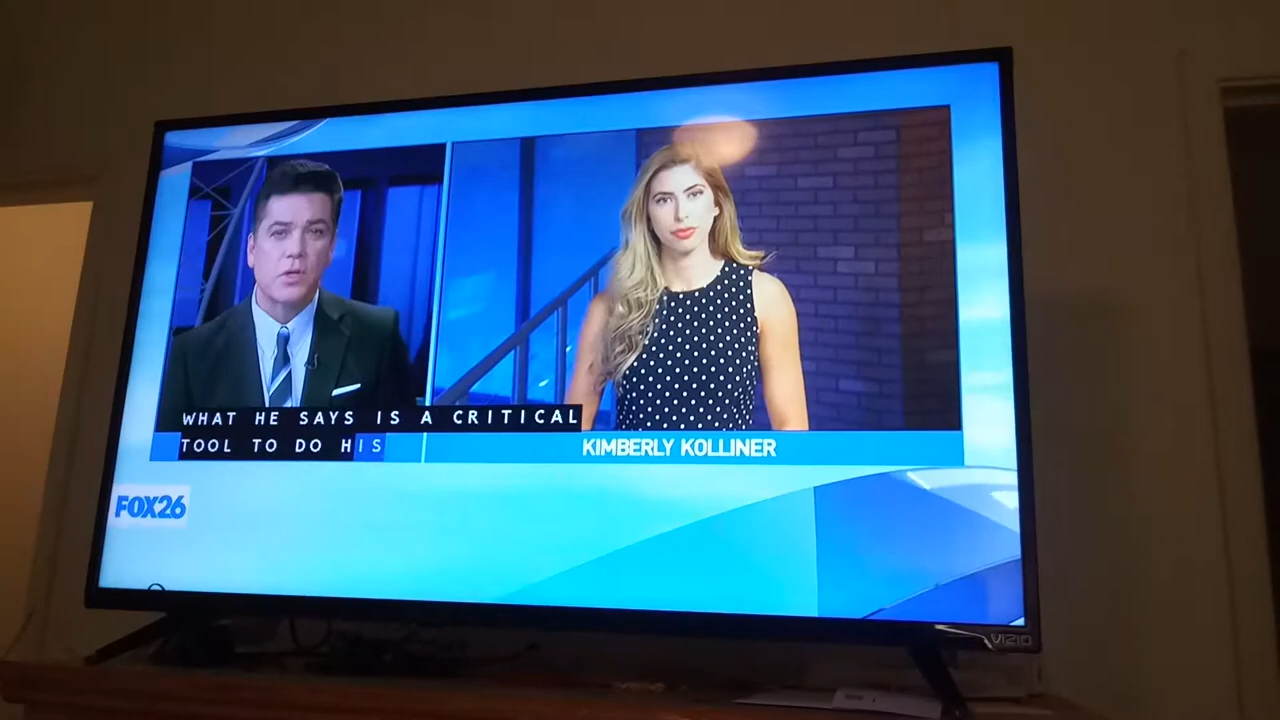 WHAT HE SAYS IS A CRITICAL
TOOL TO DO HIS
KIMBERLY KOLLINER
FOX26
VIZIO